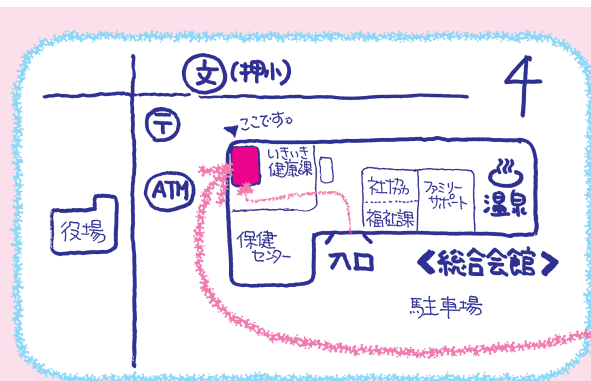 文(押小)
4
〒
ここです。
いきいき
健康課
ATM
社協
ファミリー
サポート
福祉課
温泉
役場
保健
センター
入口
<総合会館>
駐車場